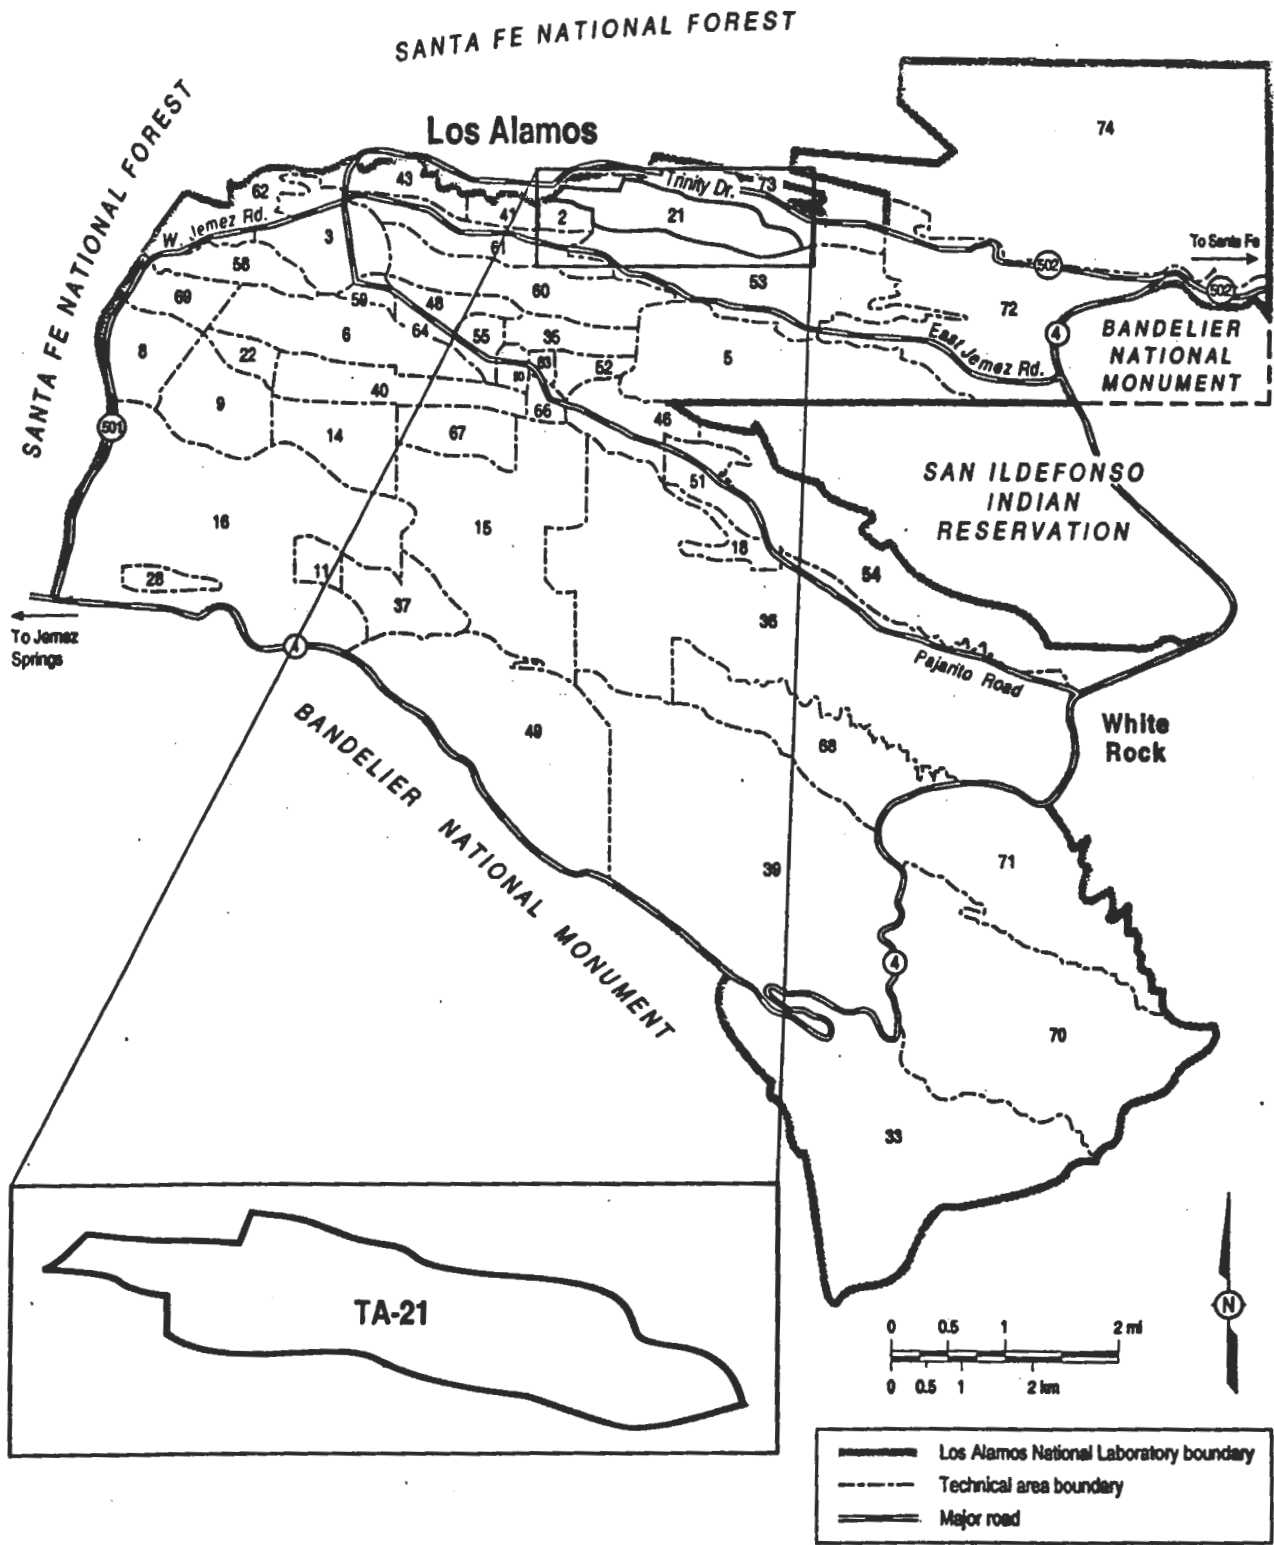 SANTA FE NATIONAL FOREST
SANTA FE NATIONAL FOREST
Los Alamos
74
62
43
Trinity Dr.
73
W. Jemez Rd.
3
41
2
21
61
To Santa Fe
502
502
58
69
59
48
60
53
72
6
64
55
35
4
BANDELIER
NATIONAL
MONUMENT
East Jemez Rd.
8
22
63
52
5
40
9
66
46
501
14
67
SAN ILDEFONSO
INDIAN
RESERVATION
51
16
15
18
54
28
11
37
36
To Jemez
Springs
4
Pajarito Road
White
Rock
BANDELIER NATIONAL MONUMENT
49
68
39
71
4
70
33
TA-21
N
0 0.5 1 2 mi
0 0.5 1 2 km
Los Alamos National Laboratory boundary
Technical area boundary
Major road